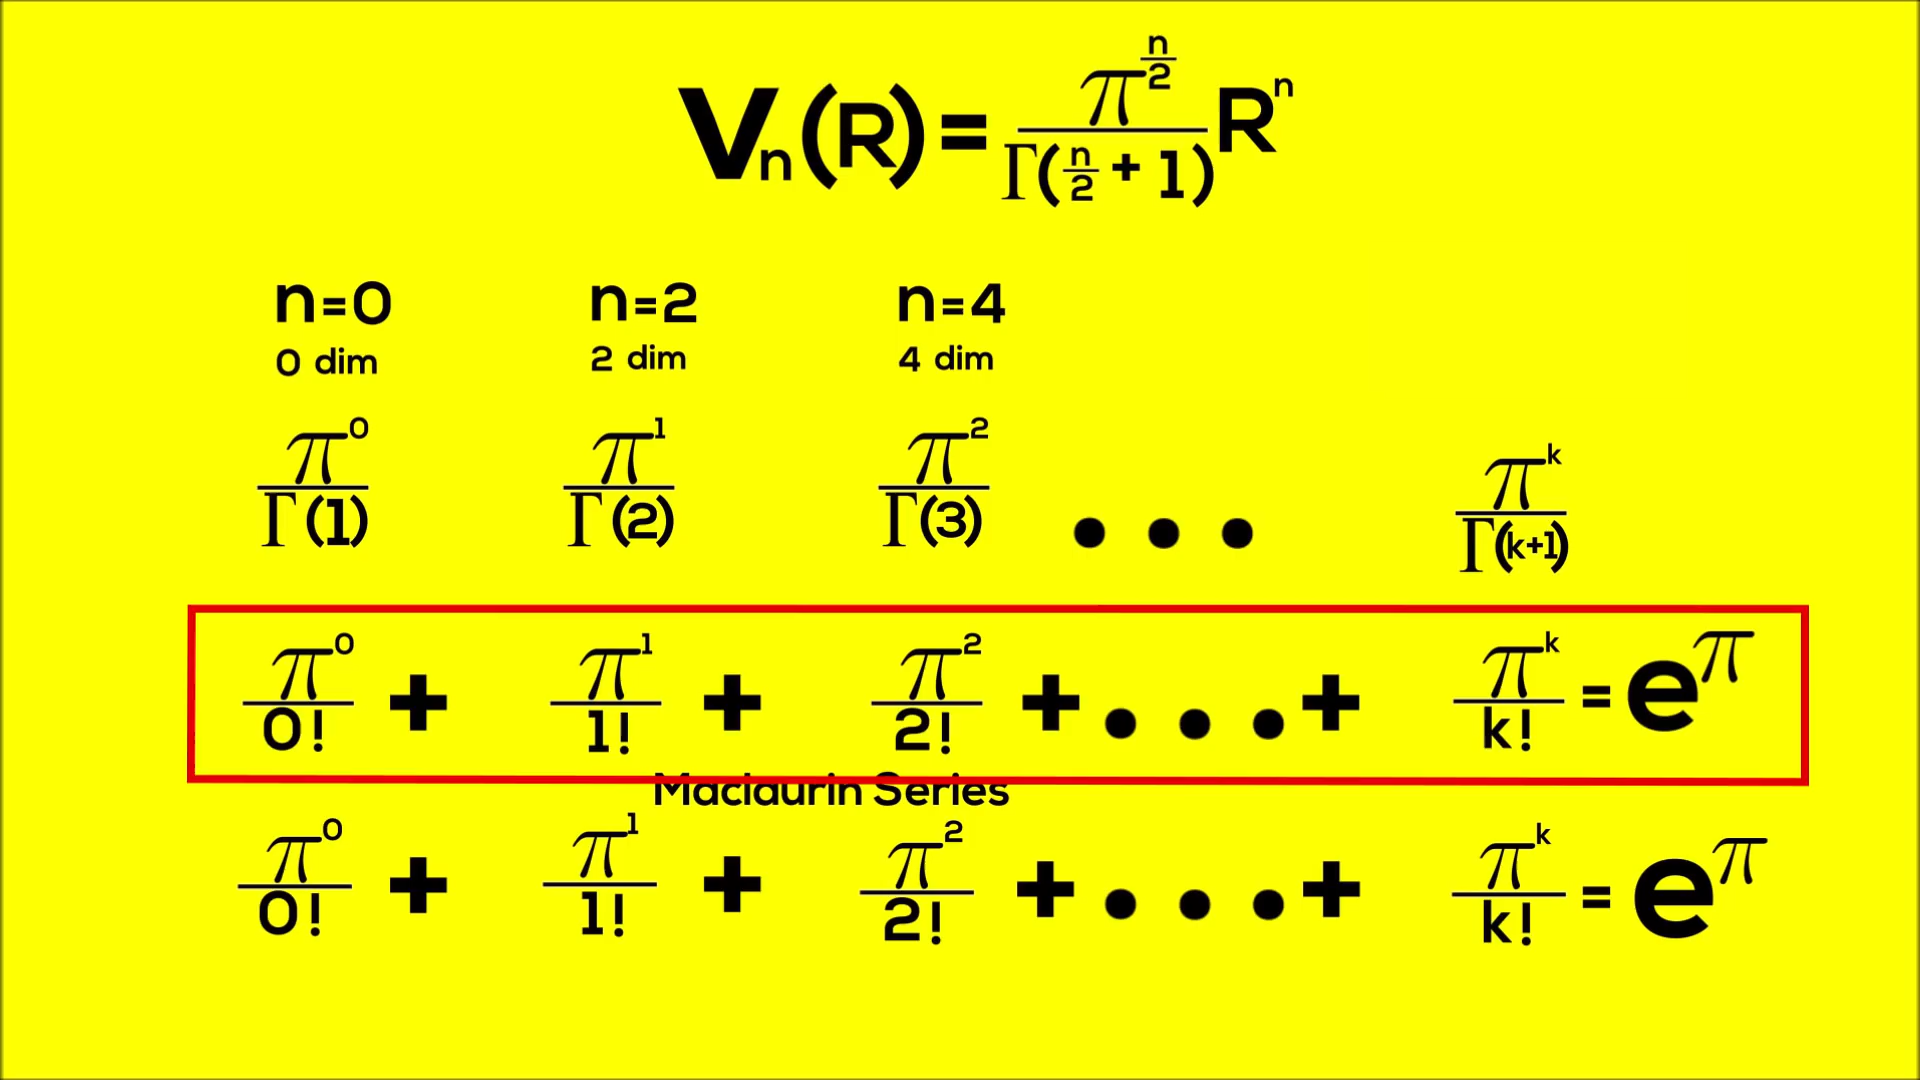 Vn(R) = π^(n/2) / Γ(n/2 + 1) R^n
n=0 n=2 n=4
0 dim 2 dim 4 dim
π^0/Γ(1) π^1/Γ(2) π^2/Γ(3) • • • π^k/Γ(k+1)
π^0/0! + π^1/1! + π^2/2! + • • • + π^k/k! = e^π
Maclaurin Series
π^0/0! + π^1/1! + π^2/2! + • • • + π^k/k! = e^π